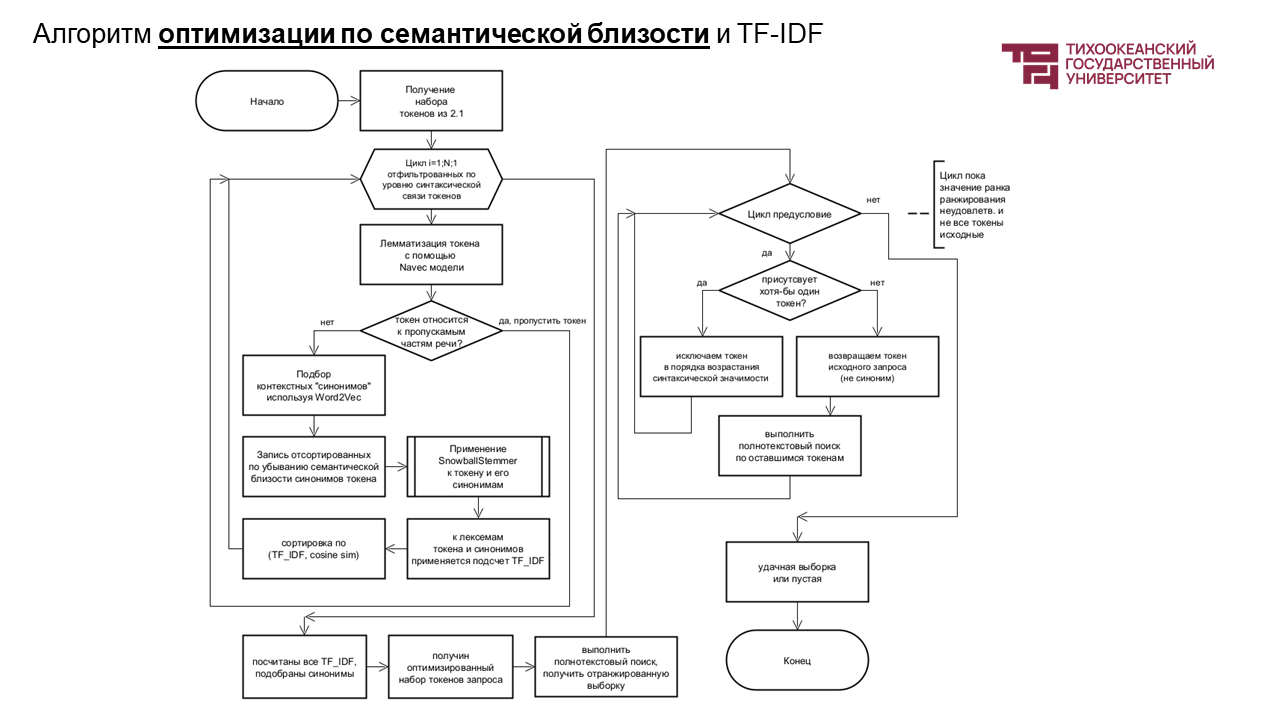 Алгоритм оптимизации по семантической близости и TF-IDF
ТИХООКЕАНСКИЙ
ГОСУДАРСТВЕННЫЙ
УНИВЕРСИТЕТ
Начало
Получение
набора
токенов из 2.1
Цикл i=1;N;1
отфильтрованных по
уровню синтаксической
связи токенов
Лемматизация токена
с помощью
Navec модели
токен относится
к пропускамым
частям речи?
нет
да, пропустить токен
Подбор
контекстных "синонимов"
используя Word2Vec
Запись отсортированных
по убыванию семантической
близости синонимов токена
Применение
SnowballStemmer
к токену и его
синонимам
к лексемам
токена и синонимов
применяется подсчет TF_IDF
сортировка по
(TF_IDF, cosine sim)
посчитаны все TF_IDF,
подобраны синонимы
получин
оптимизированный
набор токенов запроса
выполнить
полнотекстовый поиск,
получить отранжированную
выборку
Цикл предусловие
нет
Цикл пока
значение ранка
ранжирования
неудовлетв. и
не все токены
исходные
да
присутсвует
хотя-бы один
токен?
да
нет
исключаем токен
в порядка возрастания
синтаксической значимости
возвращаем токен
исходного запроса
(не синоним)
выполнить
полнотекстовый поиск
по оставшимся токенам
удачная выборка
или пустая
Конец